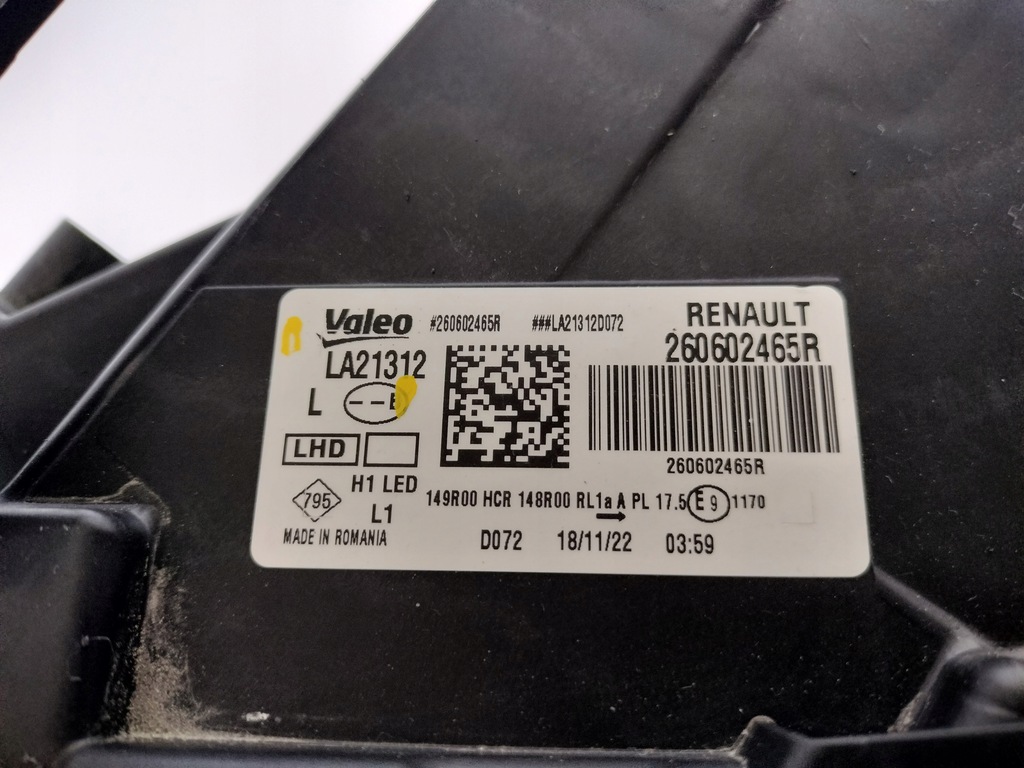 Valeo #260602465R ###LA21312D072 RENAULT
LA21312 260602465R
L --E
LHD
260602465R
H1 LED
795 149R00 HCR 148R00 RL1a A PL 17.5 E9 1170
L1
MADE IN ROMANIA D072 18/11/22 03:59